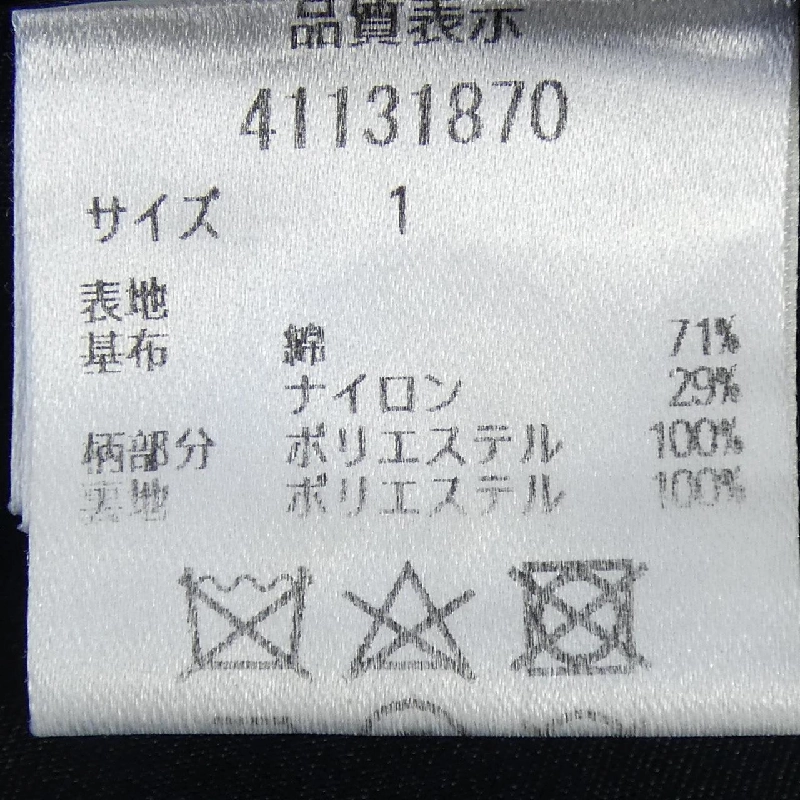 品質表示
41131870
サイズ 1
表地
基布 綿 71%
ナイロン 29%
柄部分 ポリエステル 100%
裏地 ポリエステル 100%